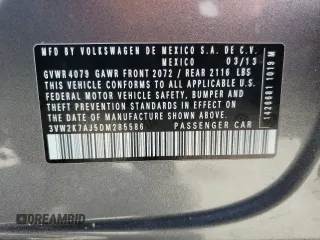 MFD BY VOLKSWAGEN DE MEXICO S.A. DE C.V.
MEXICO 03/13
GVWR 4079 GAWR FRONT 2072 / REAR 2116 LBS
THIS VEHICLE CONFORMS TO ALL APPLICABLE
FEDERAL MOTOR VEHICLE SAFETY, BUMPER
AND THEFT PREVENTION STANDARDS IN EFFECT
ON THE DATE OF MANUFACTURE SHOWN ABOVE
3VW2K7AJ5DM285586 PASSENGER CAR
1420601 1019 M
DREAMBID